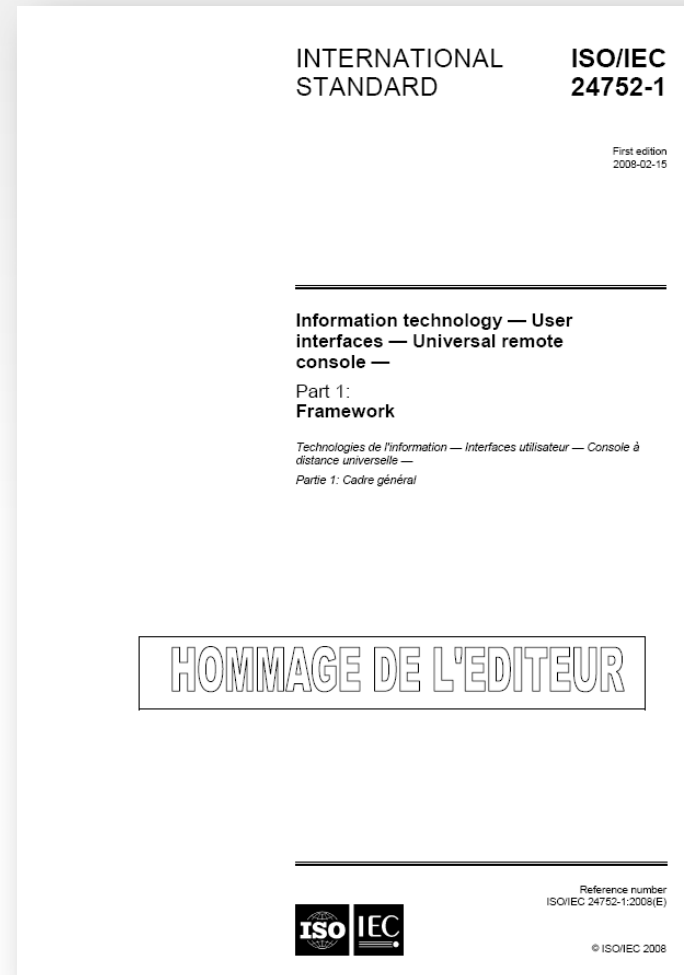 INTERNATIONAL STANDARD
ISO/IEC 24752-1
First edition
2008-02-15
Information technology — User
interfaces — Universal remote
console —
Part 1:
Framework
Technologies de l'information — Interfaces utilisateur — Console à
distance universelle —
Partie 1: Cadre général
HOMMAGE DE L'EDITEUR
Reference number
ISO/IEC 24752-1:2008(E)
ISO IEC
© ISO/IEC 2008